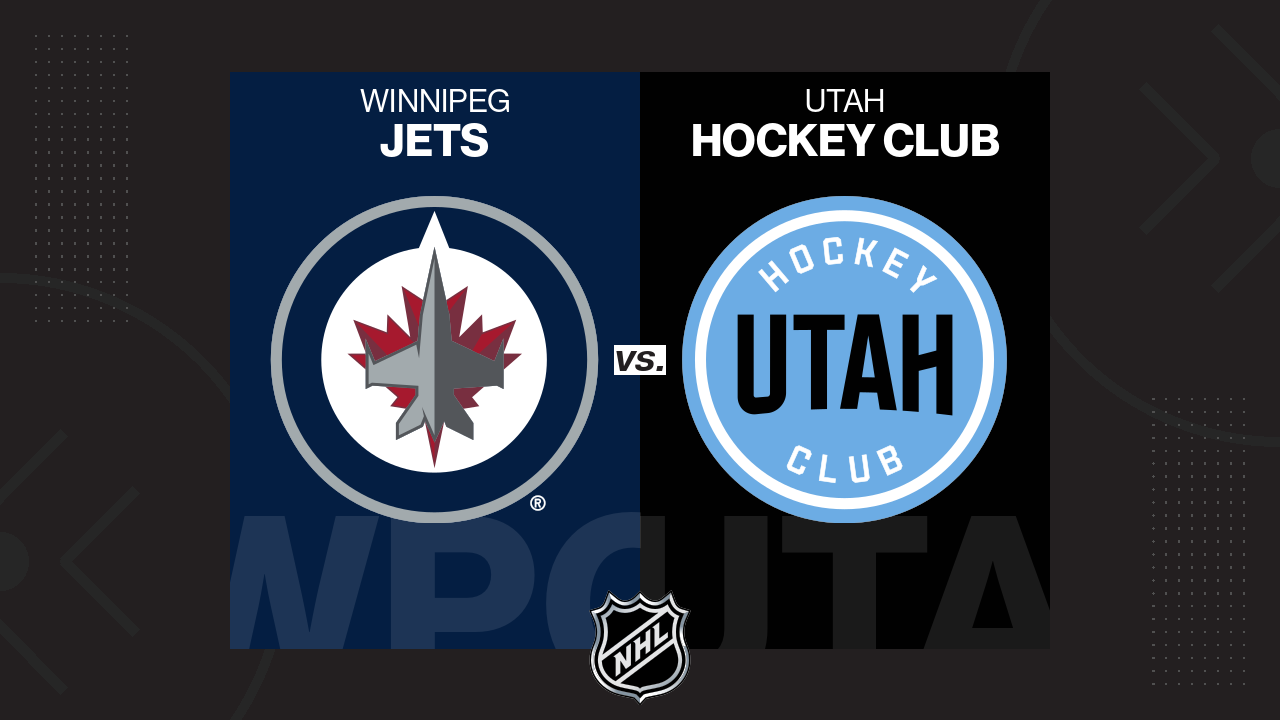 WINNIPEG
JETS
UTAH
HOCKEY CLUB
®
vs.
HOCKEY
UTAH
CLUB
WPG
UTA
NHL